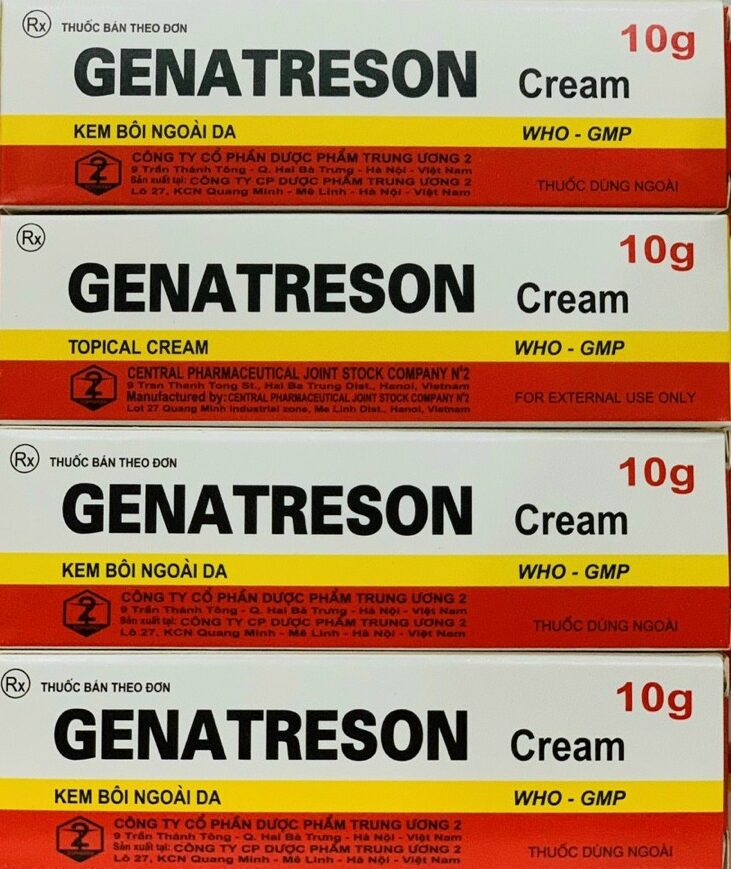 Rx THUỐC BÁN THEO ĐƠN
10g
GENATRESON Cream
KEM BÔI NGOÀI DA WHO - GMP
2 CÔNG TY CỔ PHẦN DƯỢC PHẨM TRUNG ƯƠNG 2
9 Trần Thánh Tông - Q. Hai Bà Trưng - Hà Nội - Việt Nam
Sản xuất tại: CÔNG TY CP DƯỢC PHẨM TRUNG ƯƠNG 2
Lô 27, KCN Quang Minh - Mê Linh - Hà Nội - Việt Nam
THUỐC DÙNG NGOÀI
Rx
10g
GENATRESON Cream
TOPICAL CREAM WHO - GMP
2 CENTRAL PHARMACEUTICAL JOINT STOCK COMPANY Nº2
9 Tran Thanh Tong St., Hai Ba Trung Dist., Hanoi, Vietnam
Manufactured by: CENTRAL PHARMACEUTICAL JOINT STOCK COMPANY Nº2
Lot 27 Quang Minh industrial zone, Me Linh Dist., Hanoi, Vietnam
FOR EXTERNAL USE ONLY
Rx THUỐC BÁN THEO ĐƠN
10g
GENATRESON Cream
KEM BÔI NGOÀI DA WHO - GMP
2 CÔNG TY CỔ PHẦN DƯỢC PHẨM TRUNG ƯƠNG 2
9 Trần Thánh Tông - Q. Hai Bà Trưng - Hà Nội - Việt Nam
Sản xuất tại: CÔNG TY CP DƯỢC PHẨM TRUNG ƯƠNG 2
Lô 27, KCN Quang Minh - Mê Linh - Hà Nội - Việt Nam
THUỐC DÙNG NGOÀI
Rx THUỐC BÁN THEO ĐƠN
10g
GENATRESON Cream
KEM BÔI NGOÀI DA WHO - GMP
2 CÔNG TY CỔ PHẦN DƯỢC PHẨM TRUNG ƯƠNG 2
9 Trần Thánh Tông - Q. Hai Bà Trưng - Hà Nội - Việt Nam
Sản xuất tại: CÔNG TY CP DƯỢC PHẨM TRUNG ƯƠNG 2
Lô 27, KCN Quang Minh - Mê Linh - Hà Nội - Việt Nam
THUỐC DÙNG NGOÀI